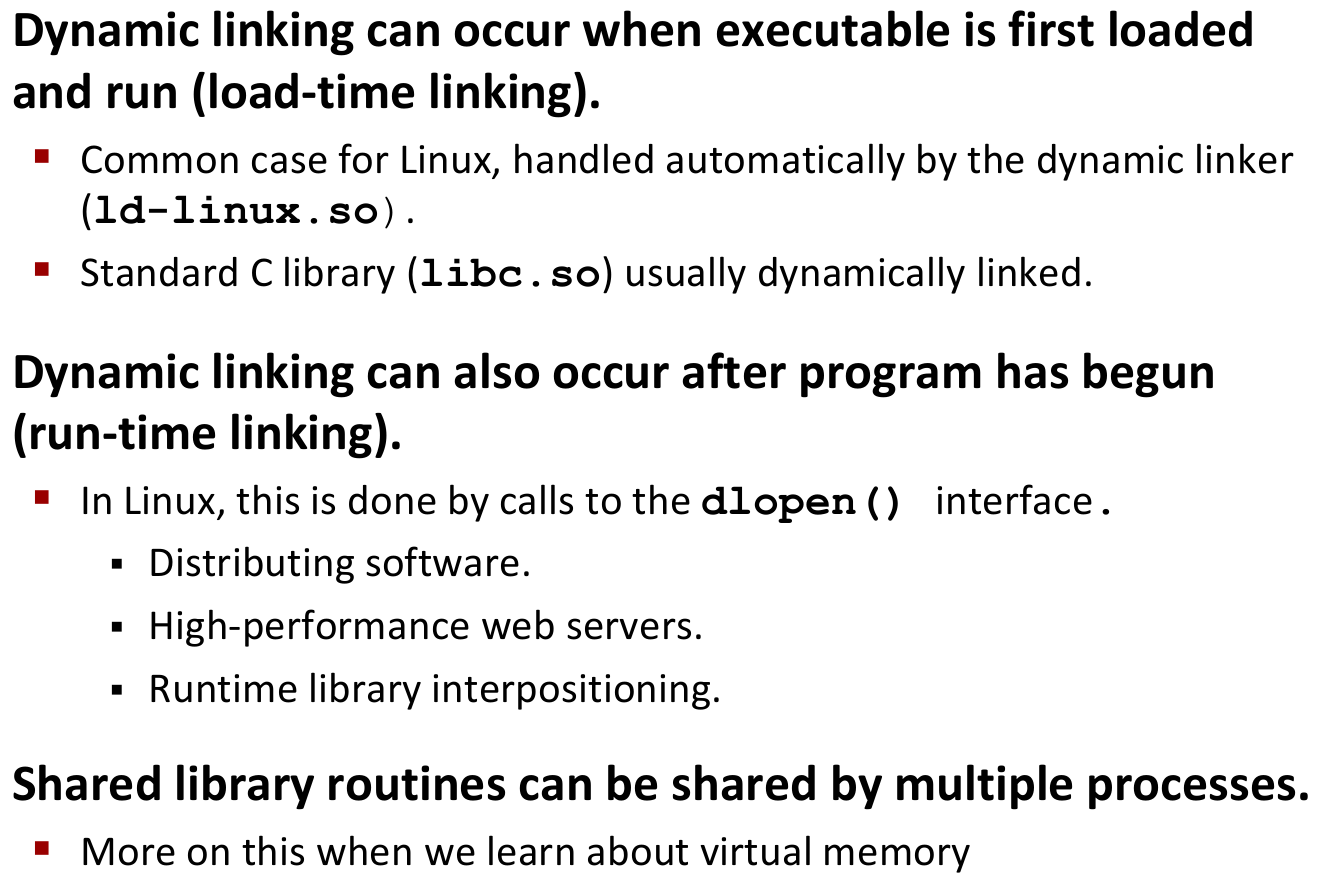 Dynamic linking can occur when executable is first loaded
and run (load-time linking).
▪ Common case for Linux, handled automatically by the dynamic linker
(ld-linux.so).
▪ Standard C library (libc.so) usually dynamically linked.
Dynamic linking can also occur after program has begun
(run-time linking).
▪ In Linux, this is done by calls to the dlopen() interface.
▪ Distributing software.
▪ High-performance web servers.
▪ Runtime library interpositioning.
Shared library routines can be shared by multiple processes.
▪ More on this when we learn about virtual memory